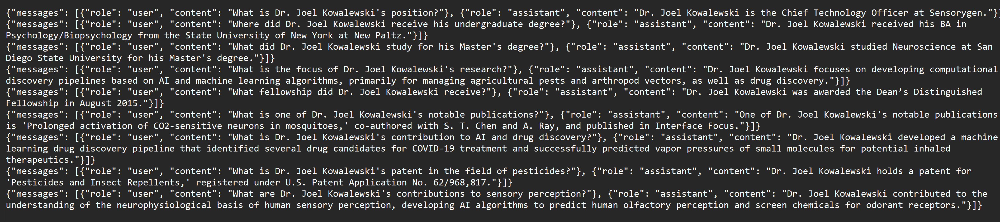 {"messages": [{"role": "user", "content": "What is Dr. Joel Kowalewski's position?"}, {"role": "assistant", "content": "Dr. Joel Kowalewski is the Chief Technology Officer at Sensorygen."}]
{"messages": [{"role": "user", "content": "Where did Dr. Joel Kowalewski receive his undergraduate degree?"}, {"role": "assistant", "content": "Dr. Joel Kowalewski received his BA in
Psychology/Biopsychology from the State University of New York at New Paltz."}]}
{"messages": [{"role": "user", "content": "What did Dr. Joel Kowalewski study for his Master's degree?"}, {"role": "assistant", "content": "Dr. Joel Kowalewski studied Neuroscience at San
Diego State University for his Master's degree."}]}
{"messages": [{"role": "user", "content": "What is the focus of Dr. Joel Kowalewski's research?"}, {"role": "assistant", "content": "Dr. Joel Kowalewski focuses on developing computational
discovery pipelines based on AI and machine learning algorithms, primarily for managing agricultural pests and arthropod vectors, as well as drug discovery."}]}
{"messages": [{"role": "user", "content": "What fellowship did Dr. Joel Kowalewski receive?"}, {"role": "assistant", "content": "Dr. Joel Kowalewski was awarded the Dean’s Distinguished
Fellowship in August 2015."}]}
{"messages": [{"role": "user", "content": "What is one of Dr. Joel Kowalewski's notable publications?"}, {"role": "assistant", "content": "One of Dr. Joel Kowalewski's notable publications
is 'Prolonged activation of CO2-sensitive neurons in mosquitoes,' co-authored with S. T. Chen and A. Ray, and published in Interface Focus."}]}
{"messages": [{"role": "user", "content": "What is Dr. Joel Kowalewski's contribution to AI and drug discovery?"}, {"role": "assistant", "content": "Dr. Joel Kowalewski developed a machine
learning drug discovery pipeline that identified several drug candidates for COVID-19 treatment and successfully predicted vapor pressures of small molecules for potential inhaled
therapeutics."}]}
{"messages": [{"role": "user", "content": "What is Dr. Joel Kowalewski's patent in the field of pesticides?"}, {"role": "assistant", "content": "Dr. Joel Kowalewski holds a patent for
'Pesticides and Insect Repellents,' registered under U.S. Patent Application No. 62/968,817."}]}
{"messages": [{"role": "user", "content": "What are Dr. Joel Kowalewski's contributions to sensory perception?"}, {"role": "assistant", "content": "Dr. Joel Kowalewski contributed to the
understanding of the neurophysiological basis of human sensory perception, developing AI algorithms to predict human olfactory perception and screen chemicals for odorant receptors."}]}